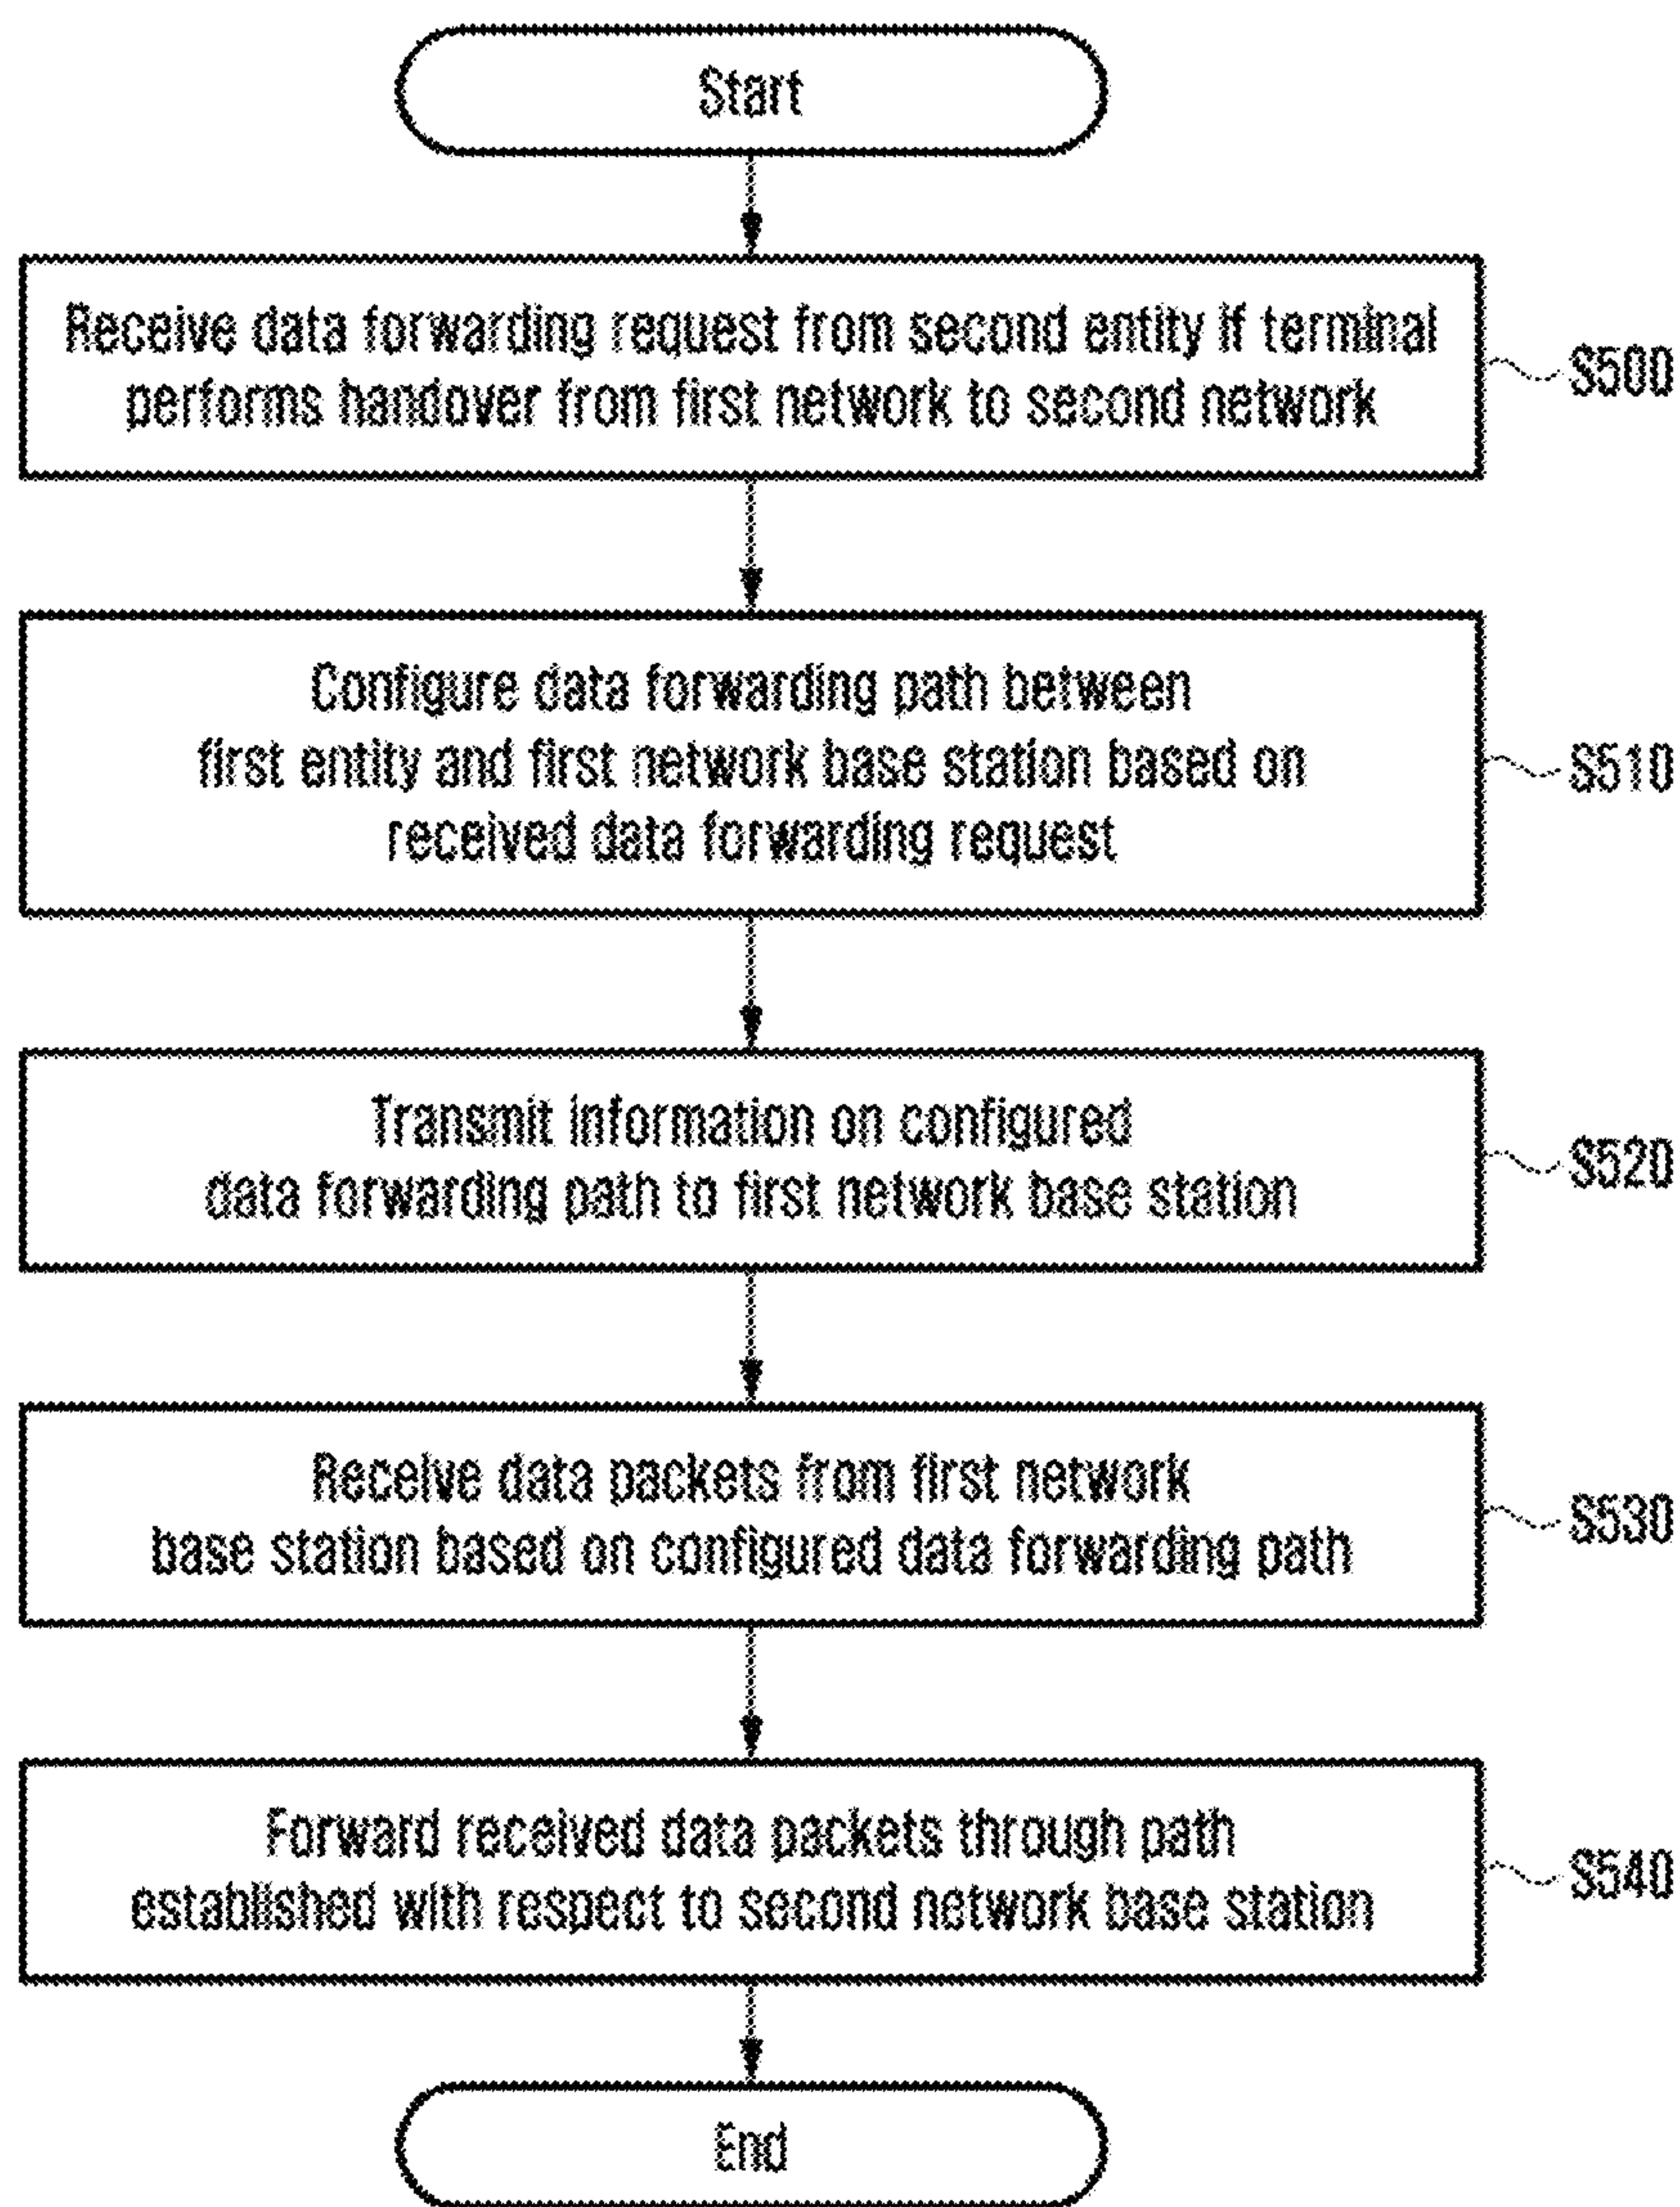 Start
Receive data forwarding request from second entity if terminal
performs handover from first network to second network
S500
Configure data forwarding path between
first entity and first network base station based on
received data forwarding request
S510
Transmit information on configured
data forwarding path to first network base station
S520
Receive data packets from first network
base station based on configured data forwarding path
S530
Forward received data packets through path
established with respect to second network base station
S540
End